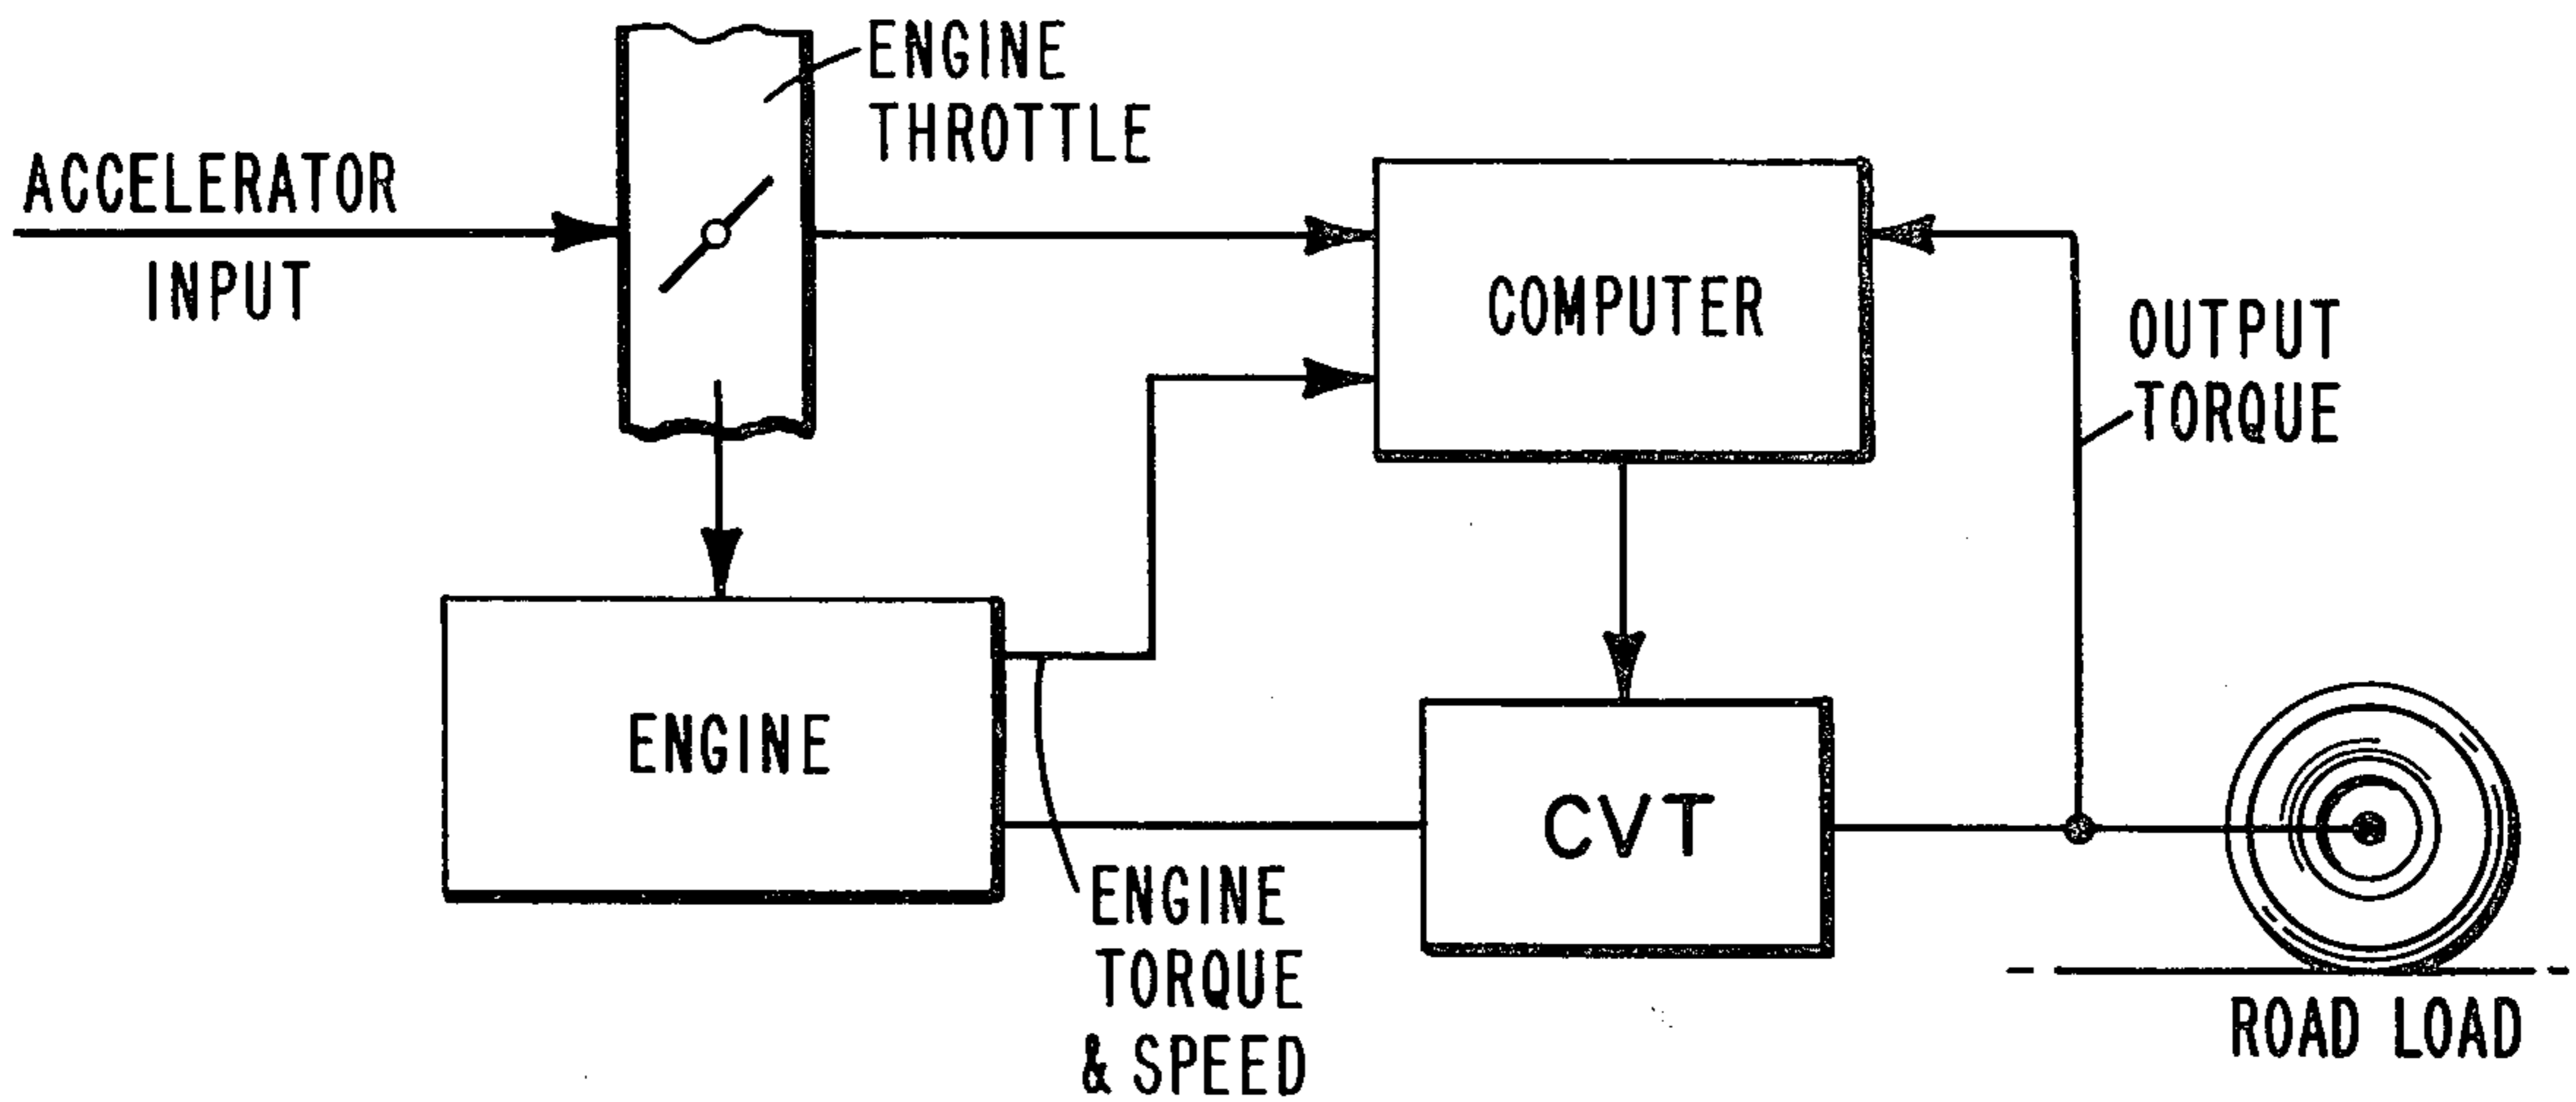 ENGINE
THROTTLE
ACCELERATOR
INPUT
COMPUTER
OUTPUT
TORQUE
ENGINE
CVT
ENGINE
TORQUE
& SPEED
ROAD LOAD